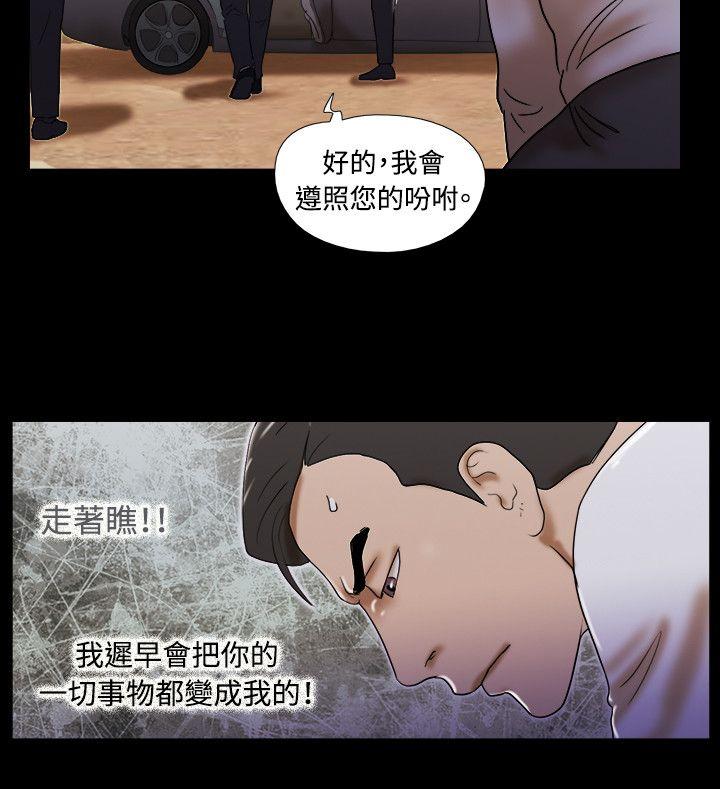 好的，我會
遵照您的吩咐。
走著瞧！！
我遲早會把你的
一切事物都變成我的！